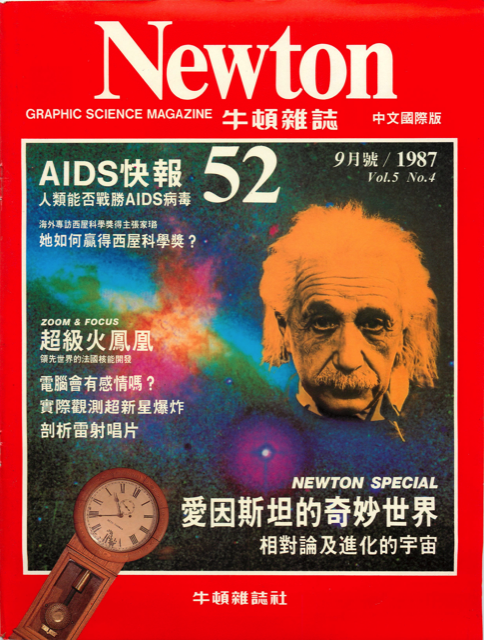 Newton
GRAPHIC SCIENCE MAGAZINE 牛頓雜誌 中文國際版
AIDS快報
人類能否戰勝AIDS病毒
52
9月號 / 1987
Vol.5 No.4
海外專訪西屋科學獎得主張家瑨
她如何贏得西屋科學獎？
ZOOM & FOCUS
超級火鳳凰
領先世界的法國核能開發
電腦會有感情嗎？
實際觀測超新星爆炸
剖析雷射唱片
NEWTON SPECIAL
愛因斯坦的奇妙世界
相對論及進化的宇宙
牛頓雜誌社